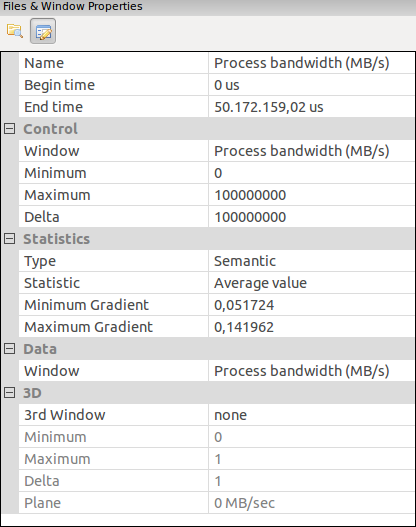 Files & Window Properties
Name Process bandwidth (MB/s)
Begin time 0 us
End time 50.172.159,02 us
Control
Window Process bandwidth (MB/s)
Minimum 0
Maximum 100000000
Delta 100000000
Statistics
Type Semantic
Statistic Average value
Minimum Gradient 0,051724
Maximum Gradient 0,141962
Data
Window Process bandwidth (MB/s)
3D
3rd Window none
Minimum 0
Maximum 1
Delta 1
Plane 0 MB/sec